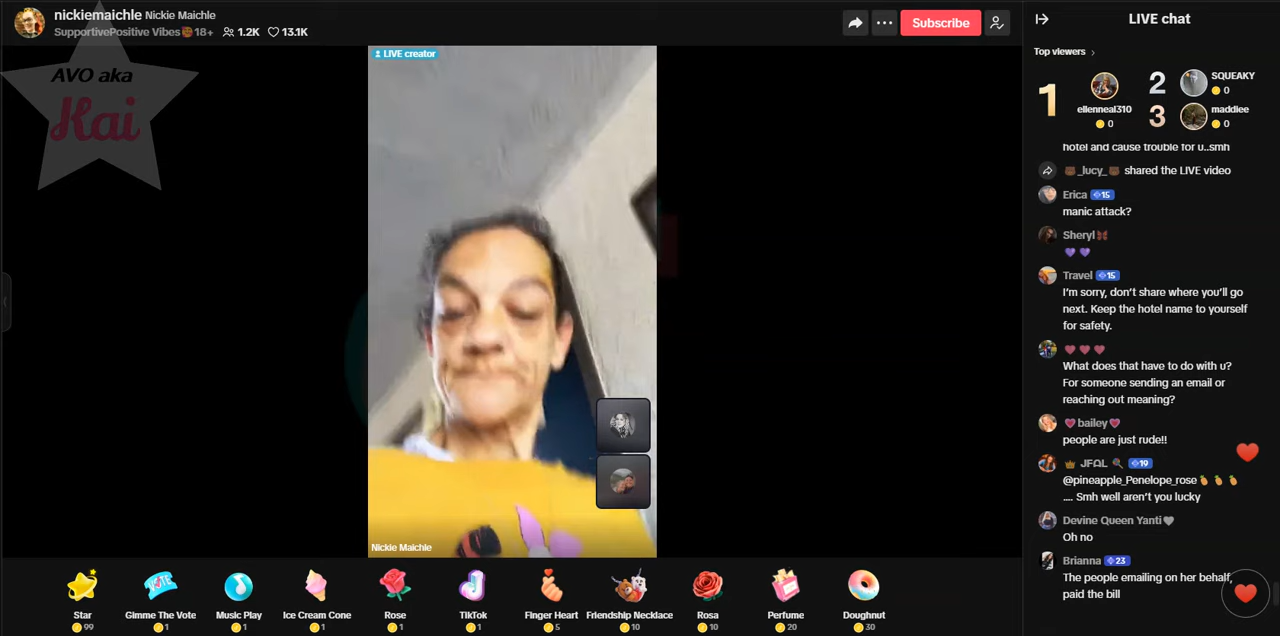 nickiemaichle Nickie Maichle
SupportivePositive Vibes 18+ 1.2K 13.1K
Subscribe
AVO aka
Kai
LIVE creator
Nickie Maichle
Star
99
Gimme The Vote
1
Music Play
1
Ice Cream Cone
1
Rose
1
TikTok
1
Finger Heart
5
Friendship Necklace
10
Rosa
10
Perfume
20
Doughnut
30
LIVE chat
Top viewers
1
ellenneal310
0
2
SQUEAKY
0
3
maddlee
0
hotel and cause trouble for u..smh
_lucy_ shared the LIVE video
Erica 15
manic attack?
Sheryl
Travel 15
I'm sorry, don't share where you'll go
next. Keep the hotel name to yourself
for safety.
What does that have to do with u?
For someone sending an email or
reaching out meaning?
bailey
people are just rude!!
JFAL 19
@pineapple_Penelope_rose
.... Smh well aren't you lucky
Devine Queen Yanti
Oh no
Brianna 23
The people emailing on her behalf,
paid the bill